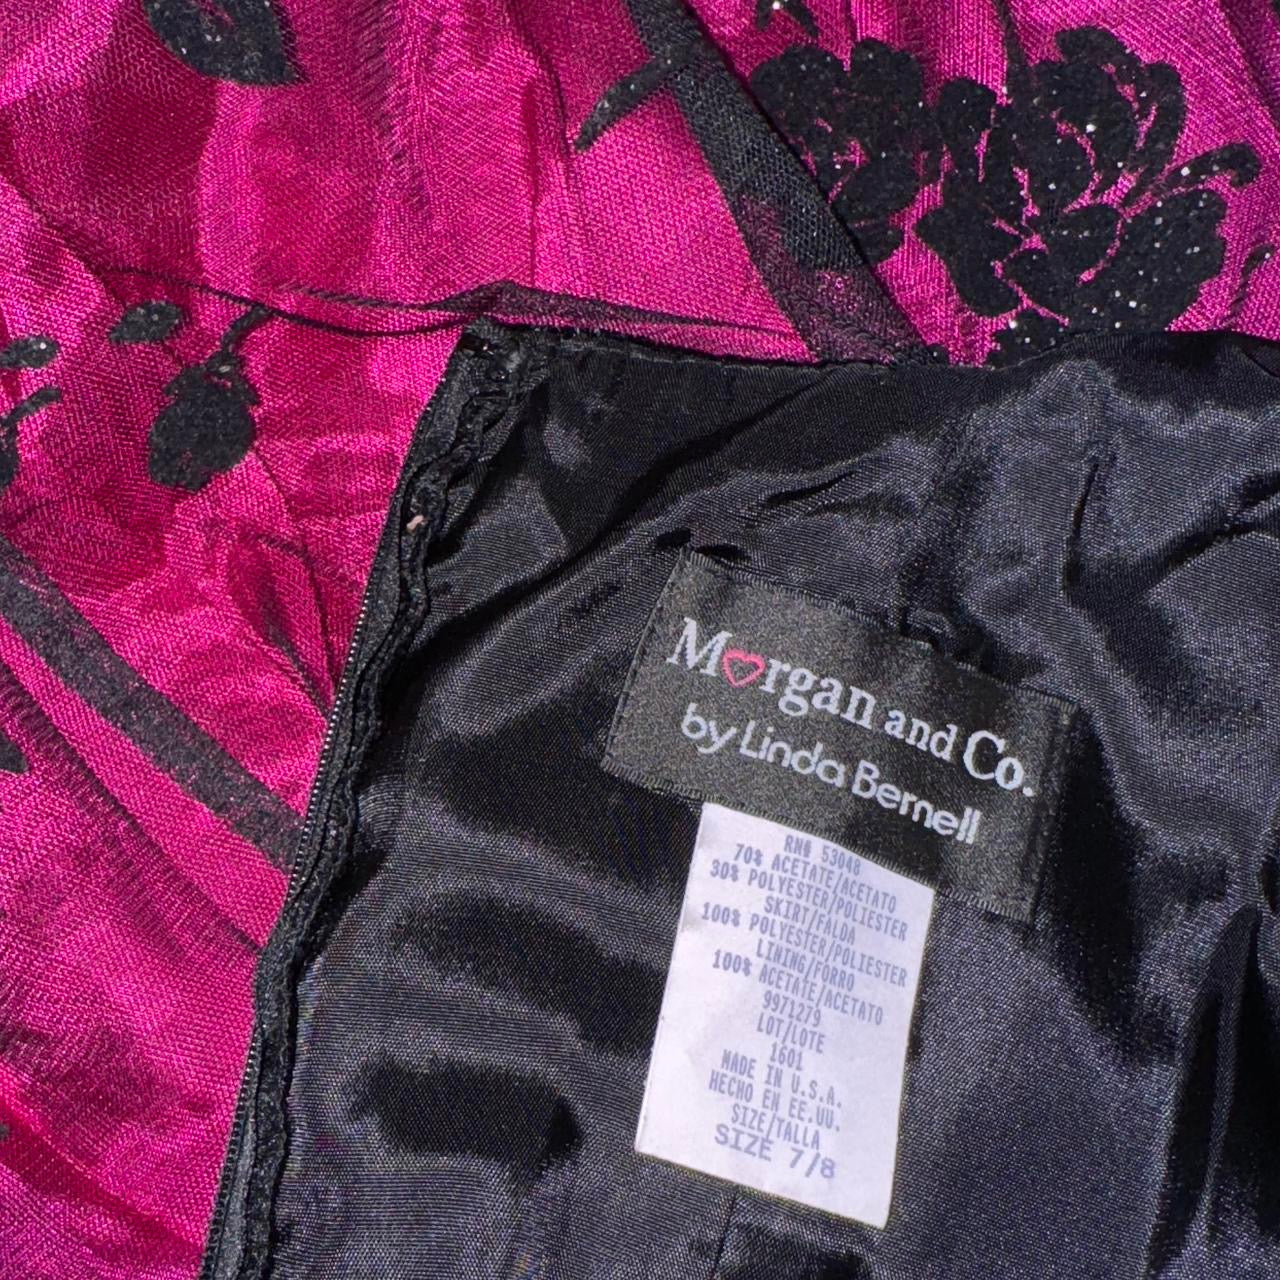 Morgan and Co.
by Linda Bernell
RN# 53048
70% ACETATE/ACETATO
30% POLYESTER/POLIESTER
SKIRT/FALDA
100% POLYESTER/POLIESTER
LINING/FORRO
100% ACETATE/ACETATO
9971279
LOT/LOTE
1601
MADE IN U.S.A.
HECHO EN EE.UU.
SIZE/TALLA
SIZE 7/8